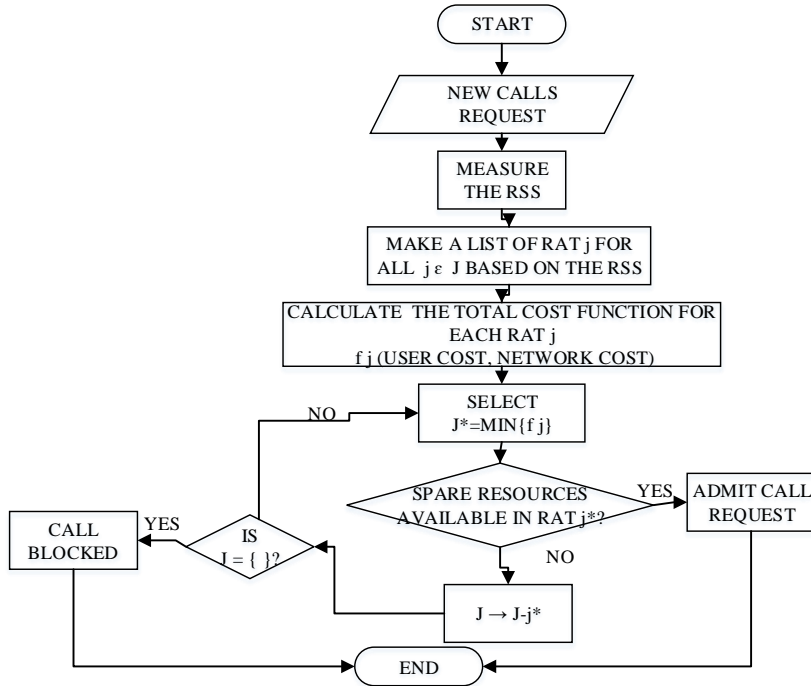 START
NEW CALLS
REQUEST
MEASURE
THE RSS
MAKE A LIST OF RAT j FOR
ALL j ε J BASED ON THE RSS
CALCULATE THE TOTAL COST FUNCTION FOR
EACH RAT j
f j (USER COST, NETWORK COST)
SELECT
J*=MIN{f j}
NO
SPARE RESOURCES
AVAILABLE IN RAT j*?
YES
ADMIT CALL
REQUEST
NO
J → J-j*
IS
J = { }?
YES
CALL
BLOCKED
END